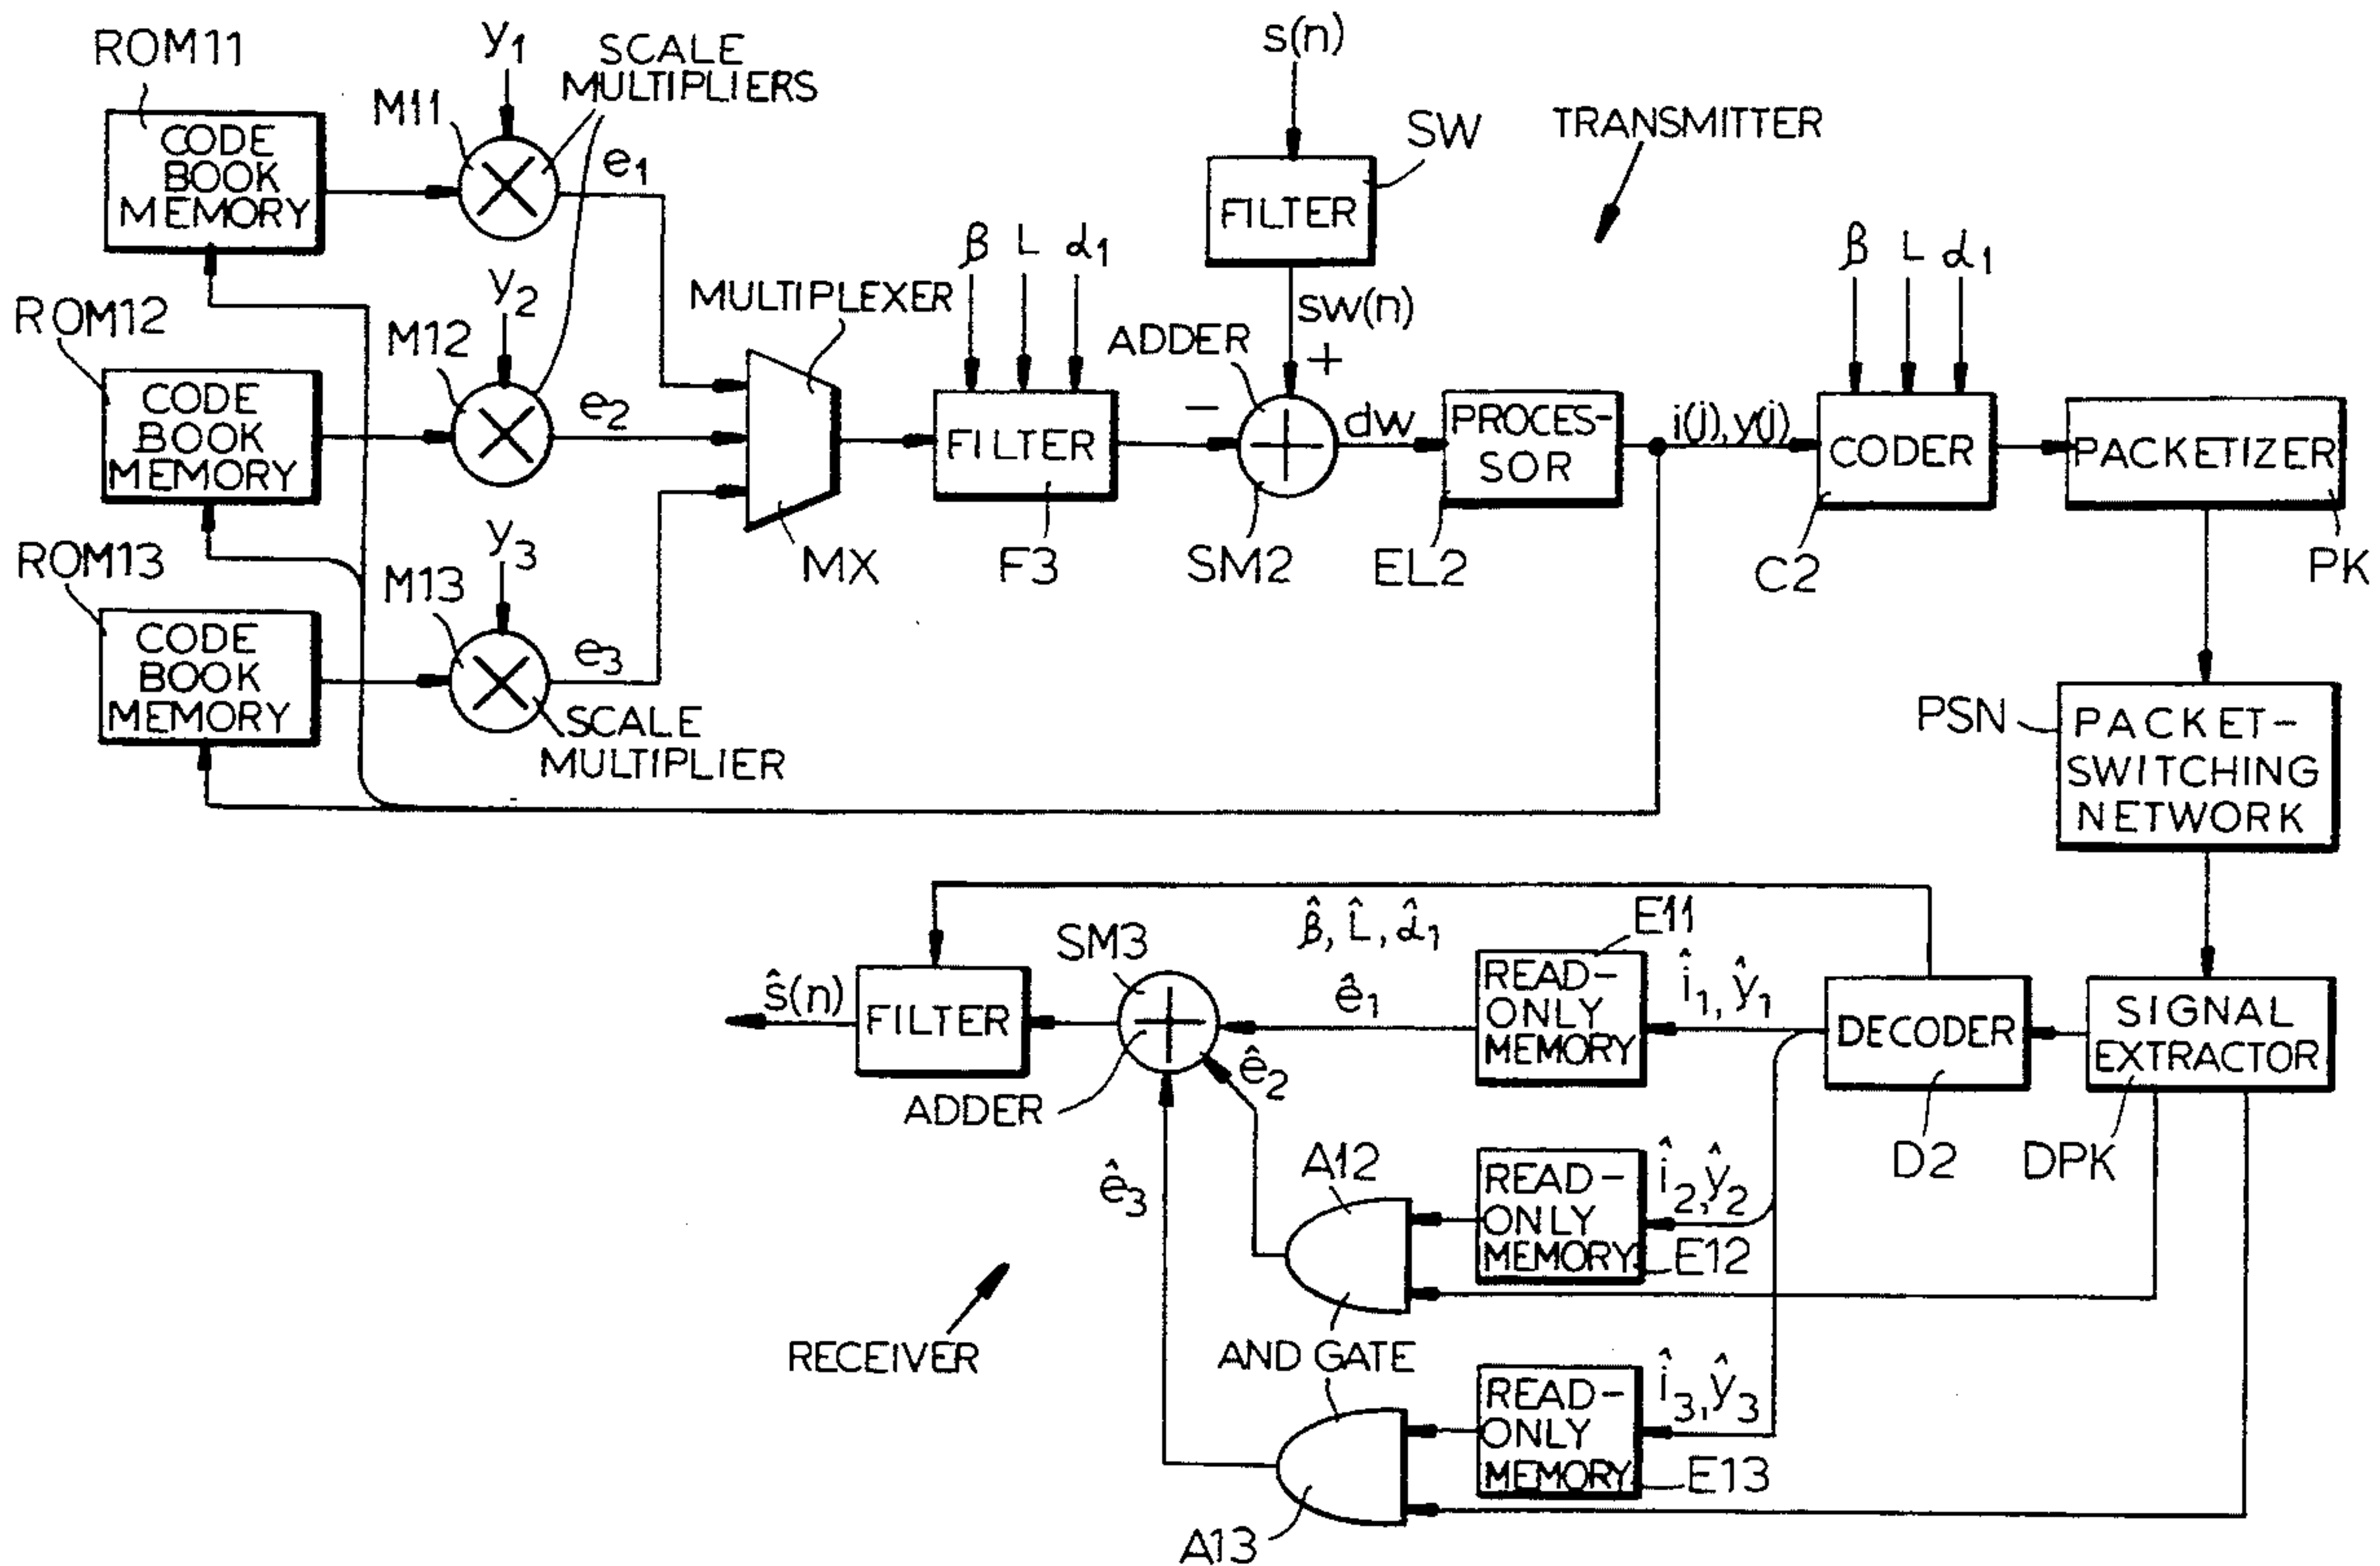 ROM11
CODE
BOOK
MEMORY
M11
y1
SCALE
MULTIPLIERS
e1
s(n)
SW
FILTER
TRANSMITTER
ROM12
CODE
BOOK
MEMORY
M12
y2
e2
MULTIPLEXER
MX
β L α1
FILTER
F3
sw(n)
ADDER
+
−
SM2
dw
PROCES-
SOR
EL2
i(j), y(j)
β L α1
CODER
C2
PACKETIZER
PK
ROM13
CODE
BOOK
MEMORY
M13
y3
e3
SCALE
MULTIPLIER
PSN
PACKET-
SWITCHING
NETWORK
β̂, L̂, α̂1
ŝ(n)
FILTER
SM3
ADDER
ê1
ê2
ê3
E11
READ-
ONLY
MEMORY
î1, ŷ1
DECODER
D2
SIGNAL
EXTRACTOR
DPK
A12
READ-
ONLY
MEMORY
î2, ŷ2
E12
RECEIVER
AND GATE
A13
READ-
ONLY
MEMORY
î3, ŷ3
E13